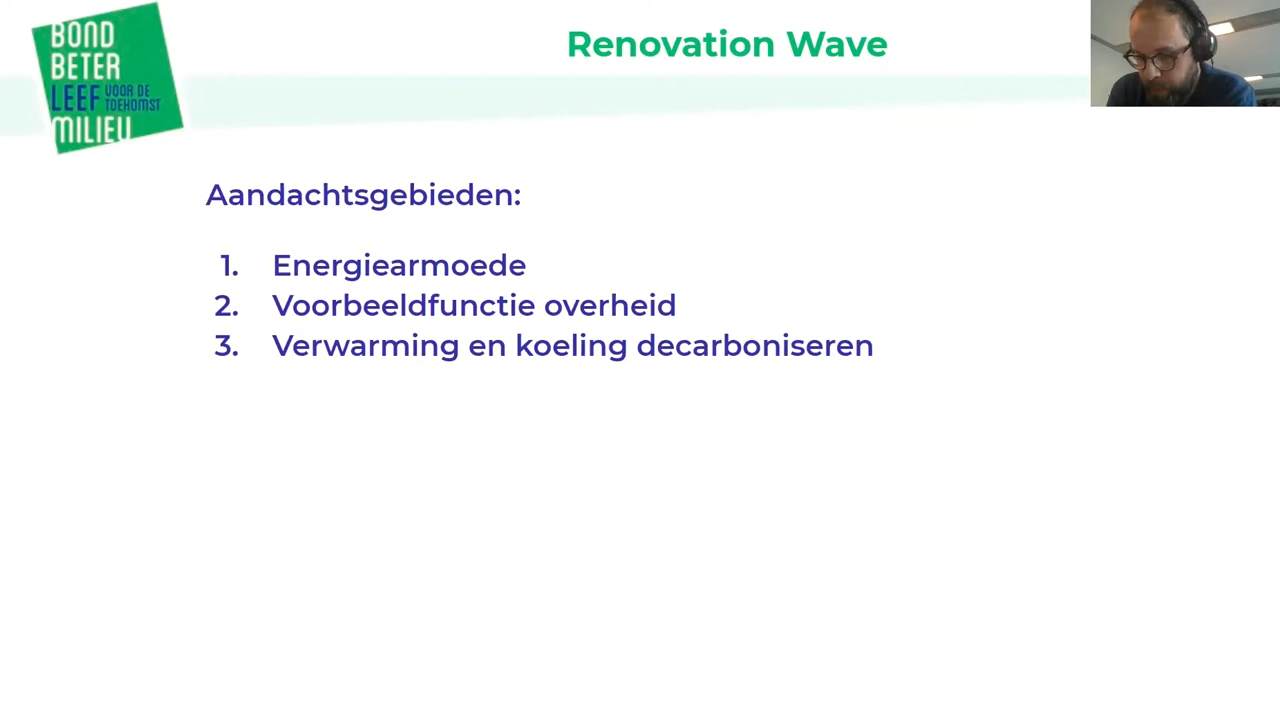 BOND
BETER
LEEF VOOR DE
TOEKOMST
MILIEU
Renovation Wave
Aandachtsgebieden:
1. Energiearmoede
2. Voorbeeldfunctie overheid
3. Verwarming en koeling decarboniseren